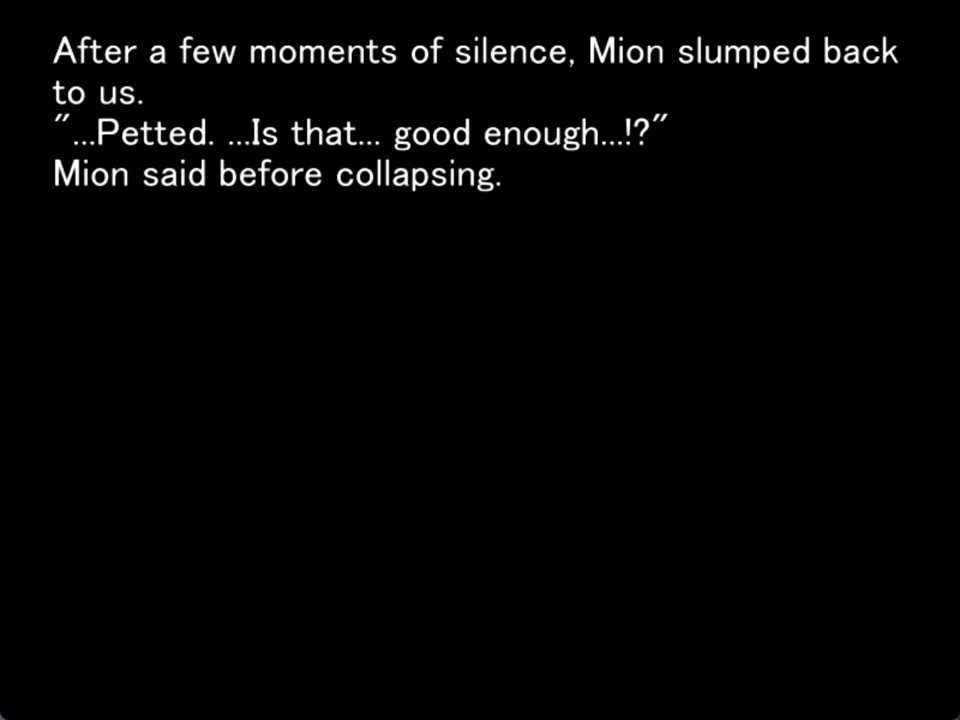 After a few moments of silence, Mion slumped back
to us.
"...Petted. ...Is that... good enough...!?"
Mion said before collapsing.